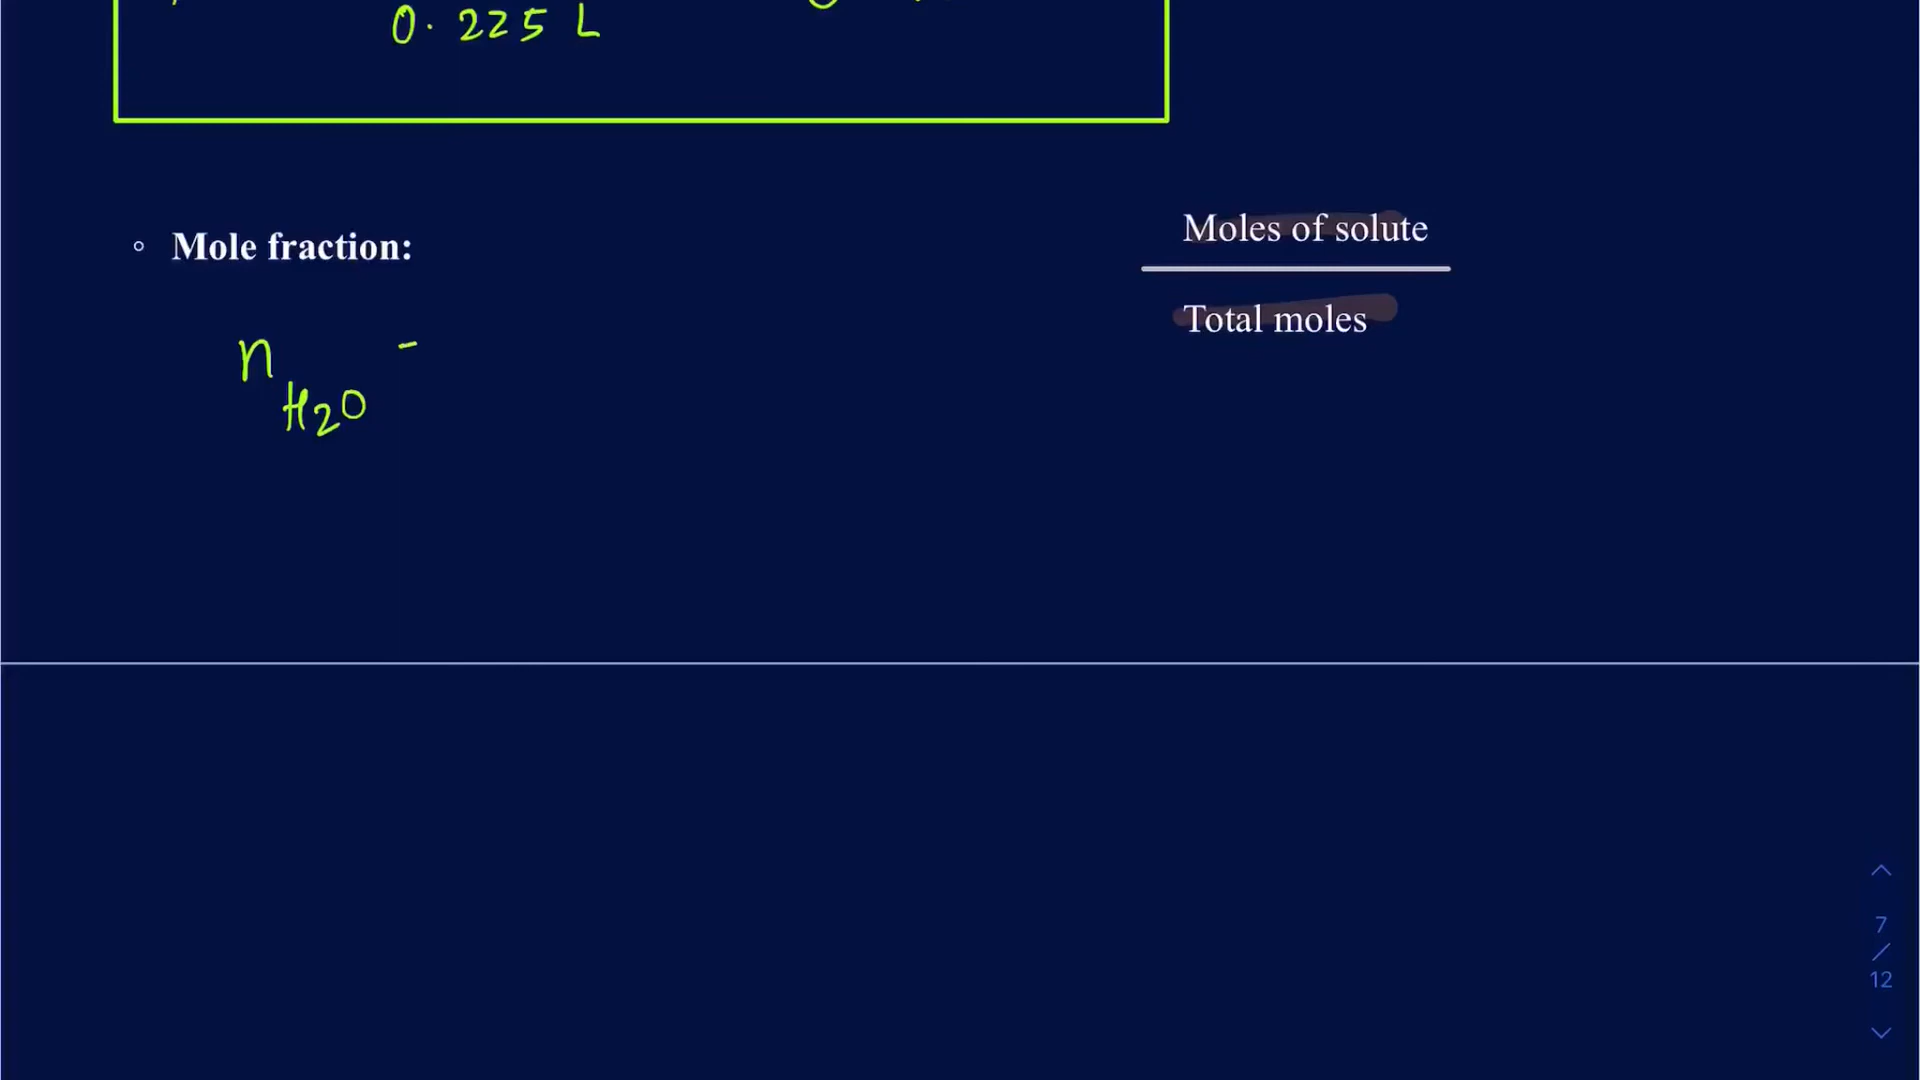 0.225 L
Moles of solute
◦ Mole fraction:
Total moles
n H₂O -
7
/
12